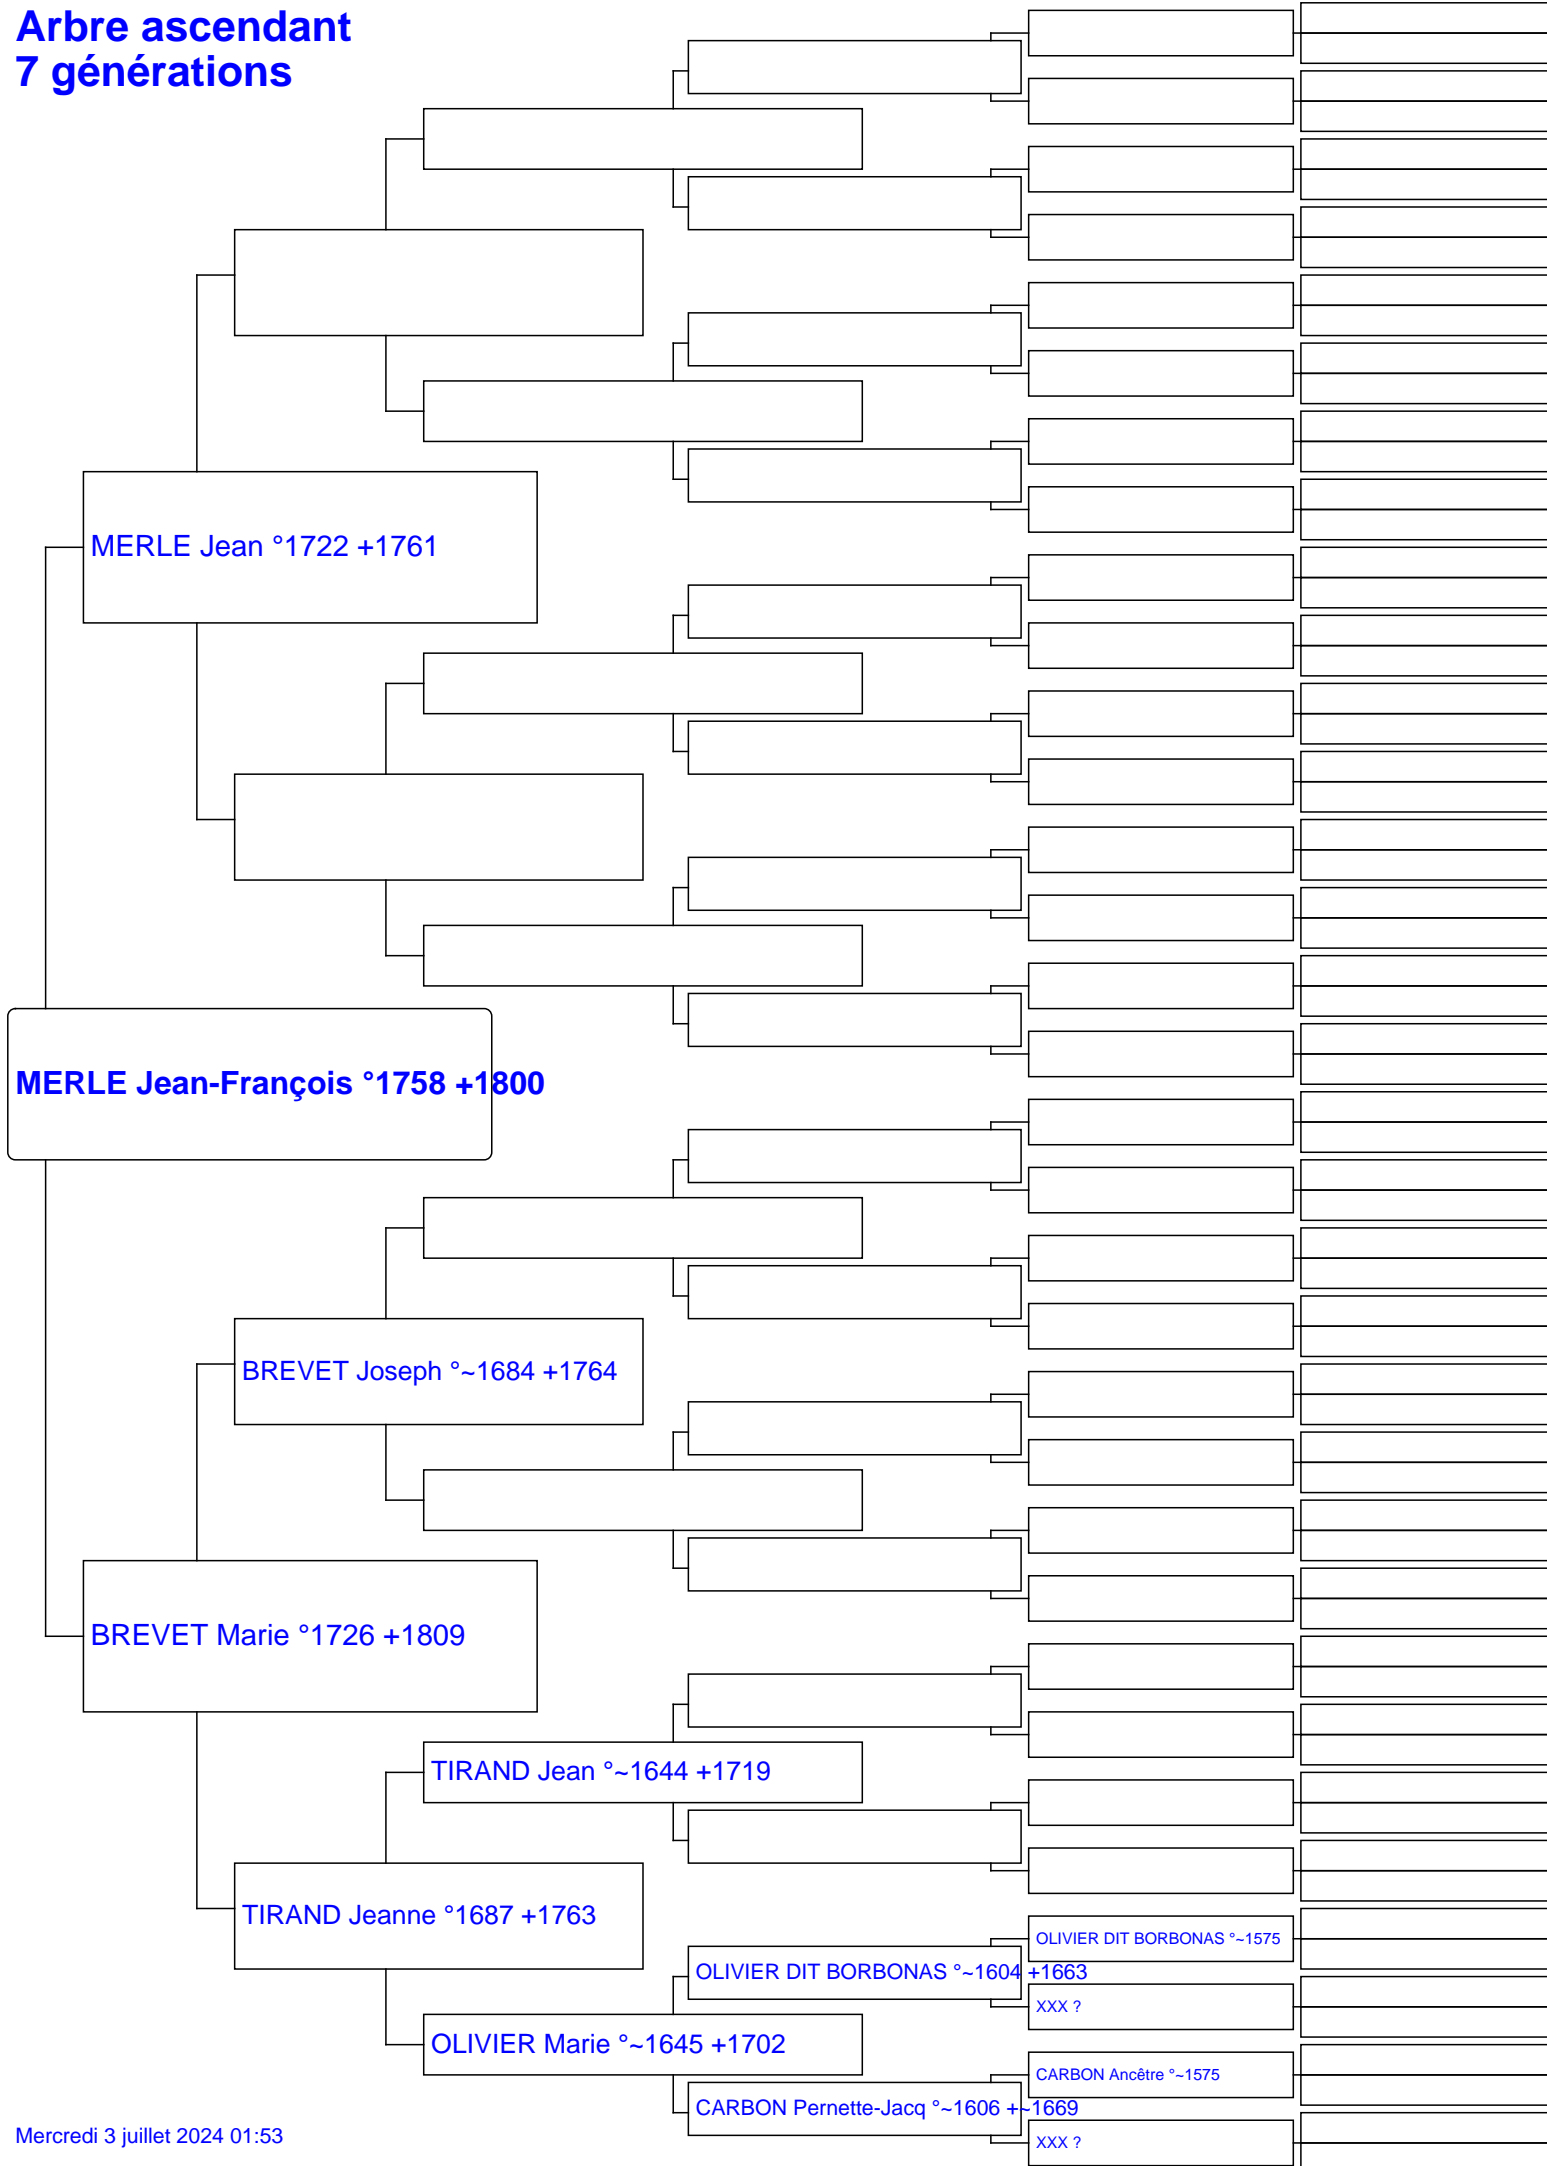 Arbre ascendant
7 générations
MERLE Jean °1722 +1761
MERLE Jean-François °1758 +1800
BREVET Joseph °~1684 +1764
BREVET Marie °1726 +1809
TIRAND Jean °~1644 +1719
TIRAND Jeanne °1687 +1763
OLIVIER DIT BORBONAS °~1575
OLIVIER DIT BORBONAS °~1604 +1663
XXX ?
OLIVIER Marie °~1645 +1702
CARBON Ancêtre °~1575
CARBON Pernette-Jacq °~1606 +~1669
XXX ?
Mercredi 3 juillet 2024 01:53